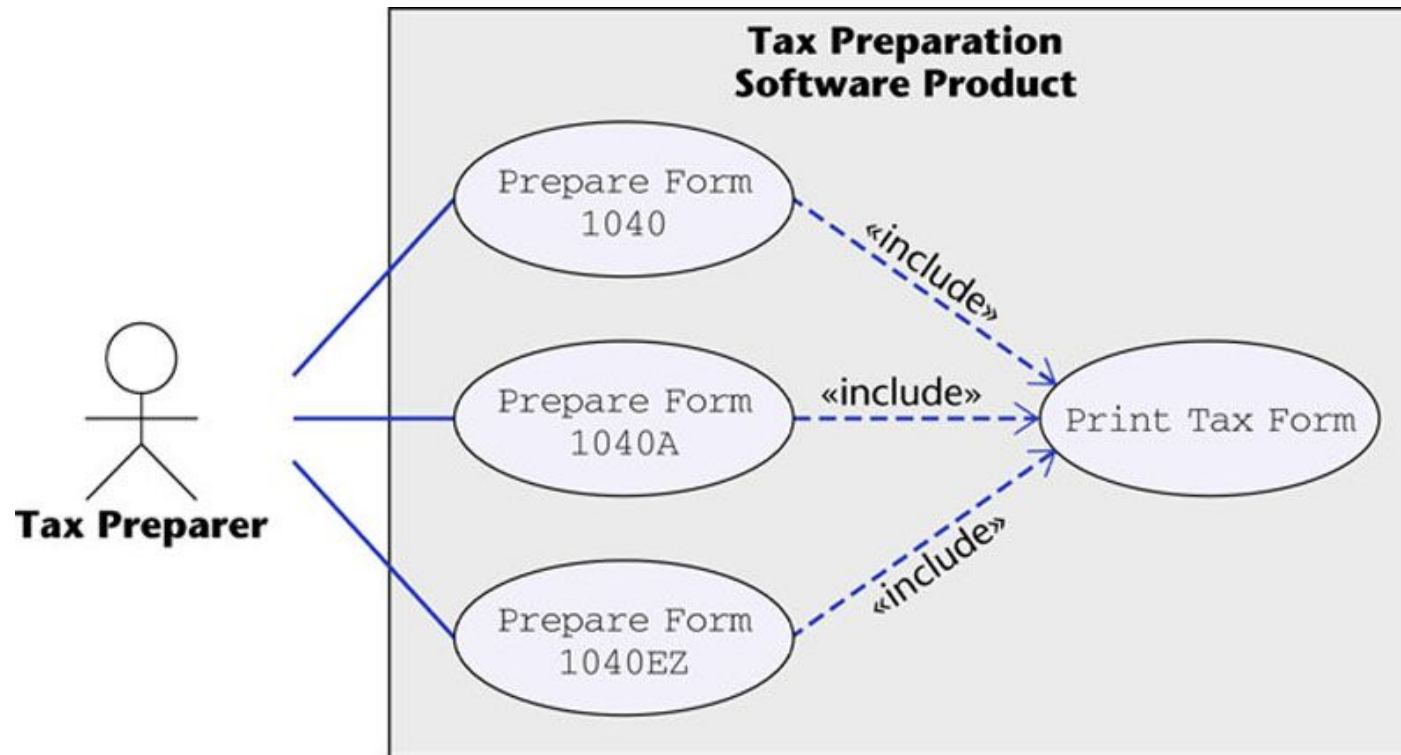 Tax Preparation
Software Product
Prepare Form
1040
«include»
Prepare Form
1040A
«include»
Print Tax Form
Tax Preparer
Prepare Form
1040EZ
«include»